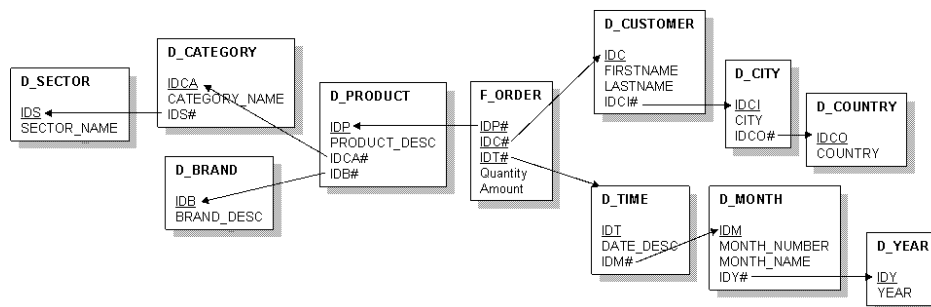 D_SECTOR
IDS
SECTOR_NAME
D_CATEGORY
IDCA
CATEGORY_NAME
IDS#
D_BRAND
IDB
BRAND_DESC
D_PRODUCT
IDP
PRODUCT_DESC
IDCA#
IDB#
F_ORDER
IDP#
IDC#
IDT#
Quantity
Amount
D_CUSTOMER
IDC
FIRSTNAME
LASTNAME
IDCI#
D_CITY
IDCI
CITY
IDCO#
D_COUNTRY
IDCO
COUNTRY
D_TIME
IDT
DATE_DESC
IDM#
D_MONTH
IDM
MONTH_NUMBER
MONTH_NAME
IDY#
D_YEAR
IDY
YEAR